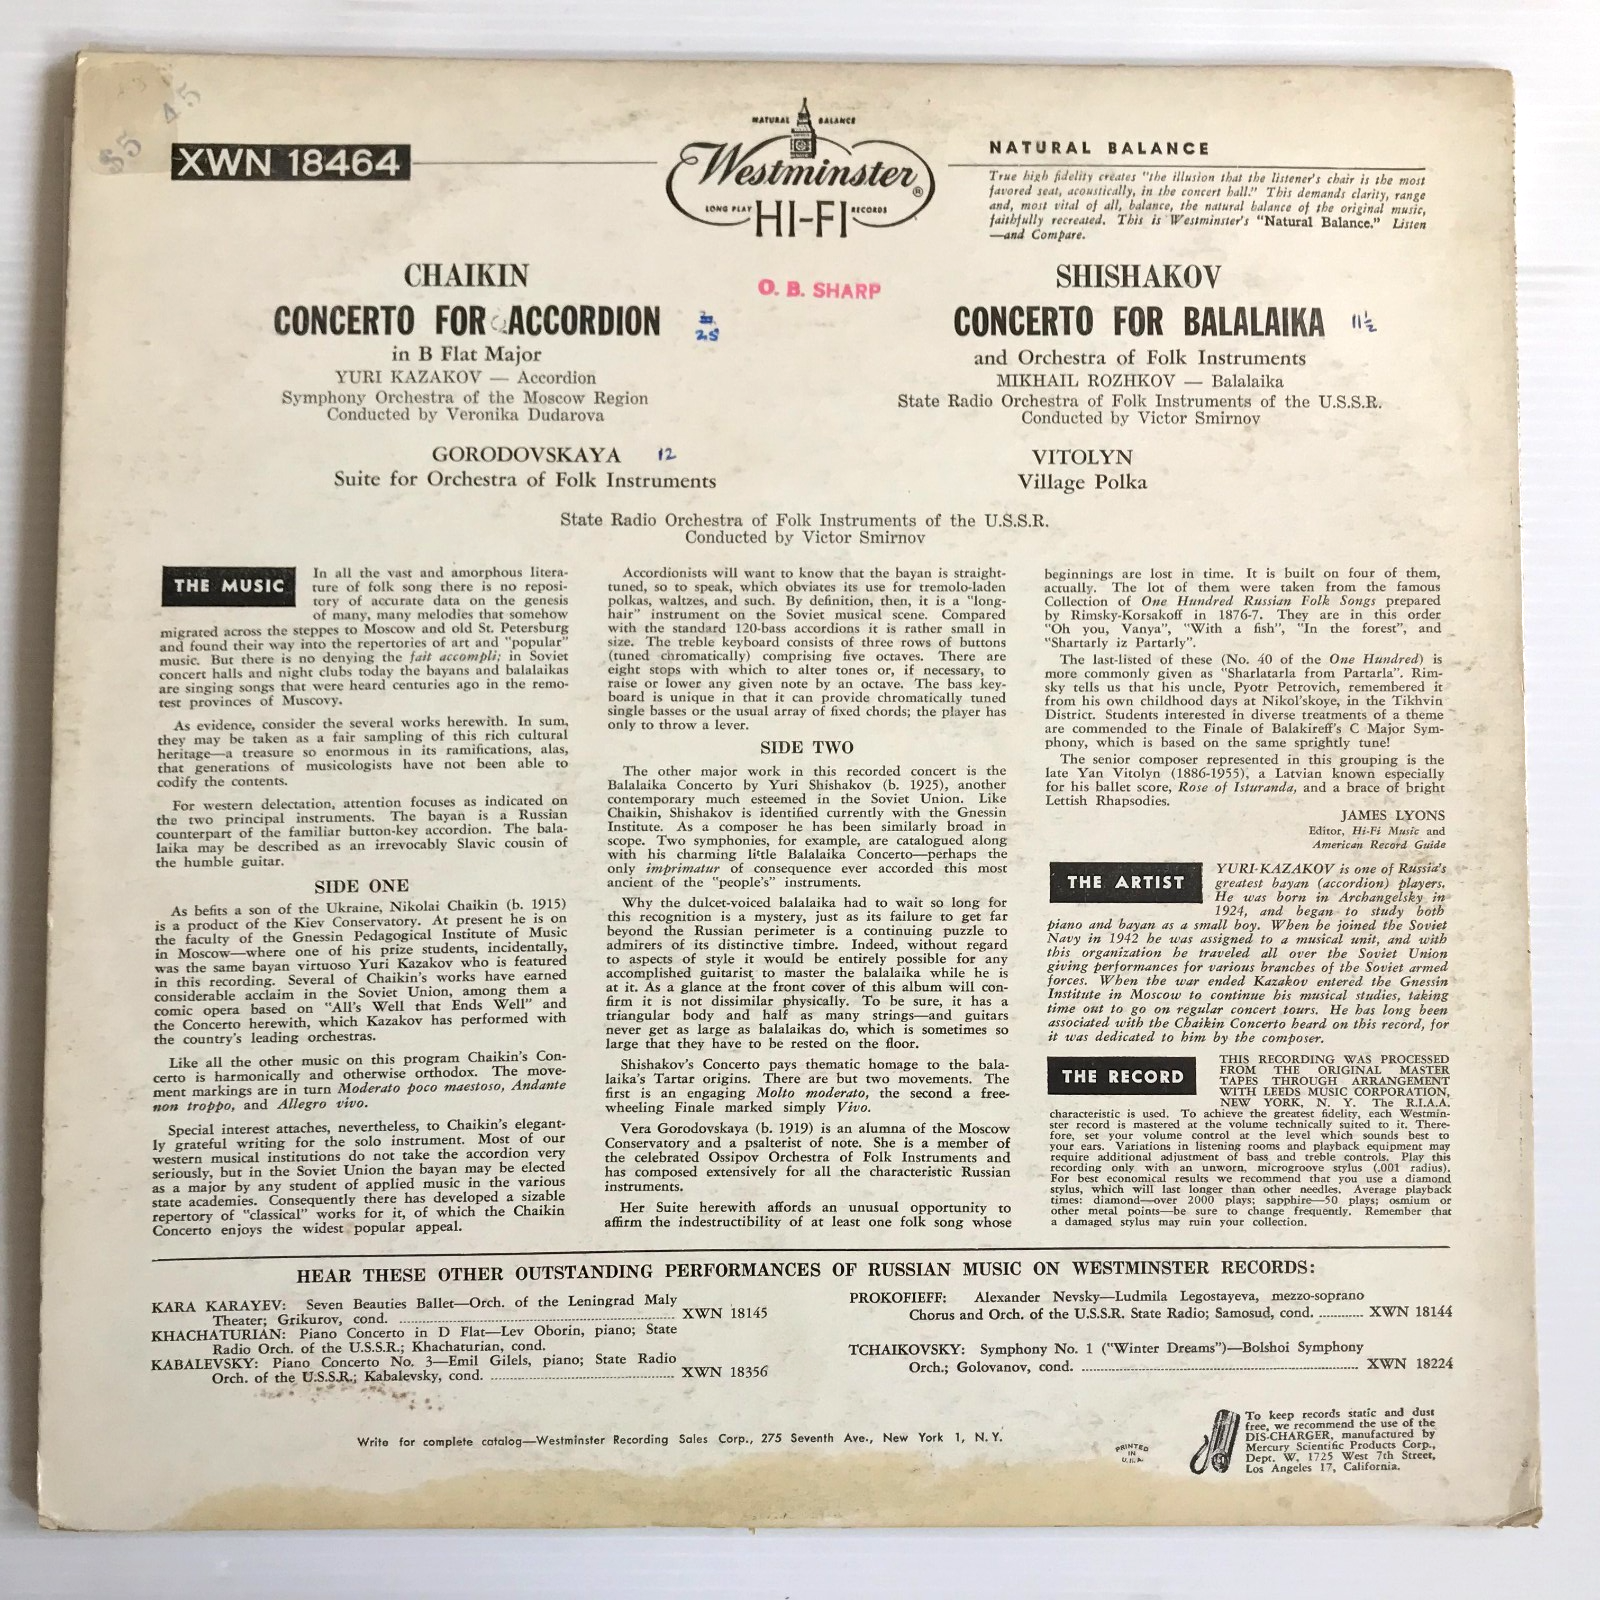 $5 45
XWN 18464
NATURAL BALANCE
Westminster ®
LONG PLAY HI-FI RECORDS
NATURAL BALANCE
True high fidelity creates "the illusion that the listener's chair is the most
favored seat, acoustically, in the concert hall." This demands clarity, range
and, most vital of all, balance, the natural balance of the original music,
faithfully recreated. This is Westminster's "Natural Balance." Listen
—and Compare.
CHAIKIN
CONCERTO FOR ACCORDION
in B Flat Major
YURI KAZAKOV — Accordion
Symphony Orchestra of the Moscow Region
Conducted by Veronika Dudarova
25
O. B. SHARP
SHISHAKOV
CONCERTO FOR BALALAIKA 11½
and Orchestra of Folk Instruments
MIKHAIL ROZHKOV — Balalaika
State Radio Orchestra of Folk Instruments of the U.S.S.R.
Conducted by Victor Smirnov
GORODOVSKAYA 12
Suite for Orchestra of Folk Instruments
VITOLYN
Village Polka
State Radio Orchestra of Folk Instruments of the U.S.S.R.
Conducted by Victor Smirnov
THE MUSIC
In all the vast and amorphous litera-
ture of folk song there is no reposi-
tory of accurate data on the genesis
of many, many melodies that somehow
migrated across the steppes to Moscow and old St. Petersburg
and found their way into the repertories of art and "popular"
music. But there is no denying the fait accompli; in Soviet
concert halls and night clubs today the bayans and balalaikas
are singing songs that were heard centuries ago in the remo-
test provinces of Muscovy.
As evidence, consider the several works herewith. In sum,
they may be taken as a fair sampling of this rich cultural
heritage—a treasure so enormous in its ramifications, alas,
that generations of musicologists have not been able to
codify the contents.
For western delectation, attention focuses as indicated on
the two principal instruments. The bayan is a Russian
counterpart of the familiar button-key accordion. The bala-
laika may be described as an irrevocably Slavic cousin of
the humble guitar.
SIDE ONE
As befits a son of the Ukraine, Nikolai Chaikin (b. 1915)
is a product of the Kiev Conservatory. At present he is on
the faculty of the Gnessin Pedagogical Institute of Music
in Moscow—where one of his prize students, incidentally,
was the same bayan virtuoso Yuri Kazakov who is featured
in this recording. Several of Chaikin's works have earned
considerable acclaim in the Soviet Union, among them a
comic opera based on "All's Well that Ends Well" and
the Concerto herewith, which Kazakov has performed with
the country's leading orchestras.
Like all the other music on this program Chaikin's Con-
certo is harmonically and otherwise orthodox. The move-
ment markings are in turn Moderato poco maestoso, Andante
non troppo, and Allegro vivo.
Special interest attaches, nevertheless, to Chaikin's elegant-
ly grateful writing for the solo instrument. Most of our
western musical institutions do not take the accordion very
seriously, but in the Soviet Union the bayan may be elected
as a major by any student of applied music in the various
state academies. Consequently there has developed a sizable
repertory of "classical" works for it, of which the Chaikin
Concerto enjoys the widest popular appeal.
Accordionists will want to know that the bayan is straight-
tuned, so to speak, which obviates its use for tremolo-laden
polkas, waltzes, and such. By definition, then, it is a "long-
hair" instrument on the Soviet musical scene. Compared
with the standard 120-bass accordions it is rather small in
size. The treble keyboard consists of three rows of buttons
(tuned chromatically) comprising five octaves. There are
eight stops with which to alter tones or, if necessary, to
raise or lower any given note by an octave. The bass key-
board is unique in that it can provide chromatically tuned
single basses or the usual array of fixed chords; the player has
only to throw a lever.
SIDE TWO
The other major work in this recorded concert is the
Balalaika Concerto by Yuri Shishakov (b. 1925), another
contemporary much esteemed in the Soviet Union. Like
Chaikin, Shishakov is identified currently with the Gnessin
Institute. As a composer he has been similarly broad in
scope. Two symphonies, for example, are catalogued along
with his charming little Balalaika Concerto—perhaps the
only imprimatur of consequence ever accorded this most
ancient of the "people's" instruments.
Why the dulcet-voiced balalaika had to wait so long for
this recognition is a mystery, just as its failure to get far
beyond the Russian perimeter is a continuing puzzle to
admirers of its distinctive timbre. Indeed, without regard
to aspects of style it would be entirely possible for any
accomplished guitarist to master the balalaika while he is
at it. As a glance at the front cover of this album will con-
firm it is not dissimilar physically. To be sure, it has a
triangular body and half as many strings—and guitars
never get as large as balalaikas do, which is sometimes so
large that they have to be rested on the floor.
Shishakov's Concerto pays thematic homage to the bala-
laika's Tartar origins. There are but two movements. The
first is an engaging Molto moderato, the second a free-
wheeling Finale marked simply Vivo.
Vera Gorodovskaya (b. 1919) is an alumna of the Moscow
Conservatory and a psalterist of note. She is a member of
the celebrated Ossipov Orchestra of Folk Instruments and
has composed extensively for all the characteristic Russian
instruments.
Her Suite herewith affords an unusual opportunity to
affirm the indestructibility of at least one folk song whose
beginnings are lost in time. It is built on four of them,
actually. The lot of them were taken from the famous
Collection of One Hundred Russian Folk Songs prepared
by Rimsky-Korsakoff in 1876-7. They are in this order
"Oh you, Vanya", "With a fish", "In the forest", and
"Shartarly iz Partarly".
The last-listed of these (No. 40 of the One Hundred) is
more commonly given as "Sharlatarla from Partarla". Rim-
sky tells us that his uncle, Pyotr Petrovich, remembered it
from his own childhood days at Nikol'skoye, in the Tikhvin
District. Students interested in diverse treatments of a theme
are commended to the Finale of Balakireff's C Major Sym-
phony, which is based on the same sprightly tune!
The senior composer represented in this grouping is the
late Yan Vitolyn (1886-1955), a Latvian known especially
for his ballet score, Rose of Isturanda, and a brace of bright
Lettish Rhapsodies.
JAMES LYONS
Editor, Hi-Fi Music and
American Record Guide
THE ARTIST
YURI-KAZAKOV is one of Russia's
greatest bayan (accordion) players.
He was born in Archangelsky in
1924, and began to study both
piano and bayan as a small boy. When he joined the Soviet
Navy in 1942 he was assigned to a musical unit, and with
this organization he traveled all over the Soviet Union
giving performances for various branches of the Soviet armed
forces. When the war ended Kazakov entered the Gnessin
Institute in Moscow to continue his musical studies, taking
time out to go on regular concert tours. He has long been
associated with the Chaikin Concerto heard on this record, for
it was dedicated to him by the composer.
THE RECORD
THIS RECORDING WAS PROCESSED
FROM THE ORIGINAL MASTER
TAPES THROUGH ARRANGEMENT
WITH LEEDS MUSIC CORPORATION,
NEW YORK, N. Y. The R.I.A.A.
characteristic is used. To achieve the greatest fidelity, each Westmin-
ster record is mastered at the volume technically suited to it. There-
fore, set your volume control at the level which sounds best to
your ears. Variations in listening rooms and playback equipment may
require additional adjustment of bass and treble controls. Play this
recording only with an unworn, microgroove stylus (.001 radius).
For best economical results we recommend that you use a diamond
stylus, which will last longer than other needles. Average playback
times: diamond—over 2000 plays; sapphire—50 plays; osmium or
other metal points—be sure to change frequently. Remember that
a damaged stylus may ruin your collection.
HEAR THESE OTHER OUTSTANDING PERFORMANCES OF RUSSIAN MUSIC ON WESTMINSTER RECORDS:
KARA KARAYEV: Seven Beauties Ballet—Orch. of the Leningrad Maly
Theater; Grikurov, cond. XWN 18145
KHACHATURIAN: Piano Concerto in D Flat—Lev Oborin, piano; State
Radio Orch. of the U.S.S.R.; Khachaturian, cond.
KABALEVSKY: Piano Concerto No. 3—Emil Gilels, piano; State Radio
Orch. of the U.S.S.R.; Kabalevsky, cond. XWN 18356
PROKOFIEFF: Alexander Nevsky—Ludmila Legostayeva, mezzo-soprano
Chorus and Orch. of the U.S.S.R. State Radio; Samosud, cond. XWN 18144
TCHAIKOVSKY: Symphony No. 1 ("Winter Dreams")—Bolshoi Symphony
Orch.; Golovanov, cond. XWN 18224
Write for complete catalog—Westminster Recording Sales Corp., 275 Seventh Ave., New York 1, N.Y.
PRINTED
IN
U.S.A.
To keep records static and dust
free, we recommend the use of the
DIS-CHARGER, manufactured by
Mercury Scientific Products Corp.,
Dept. W, 1725 West 7th Street,
Los Angeles 17, California.